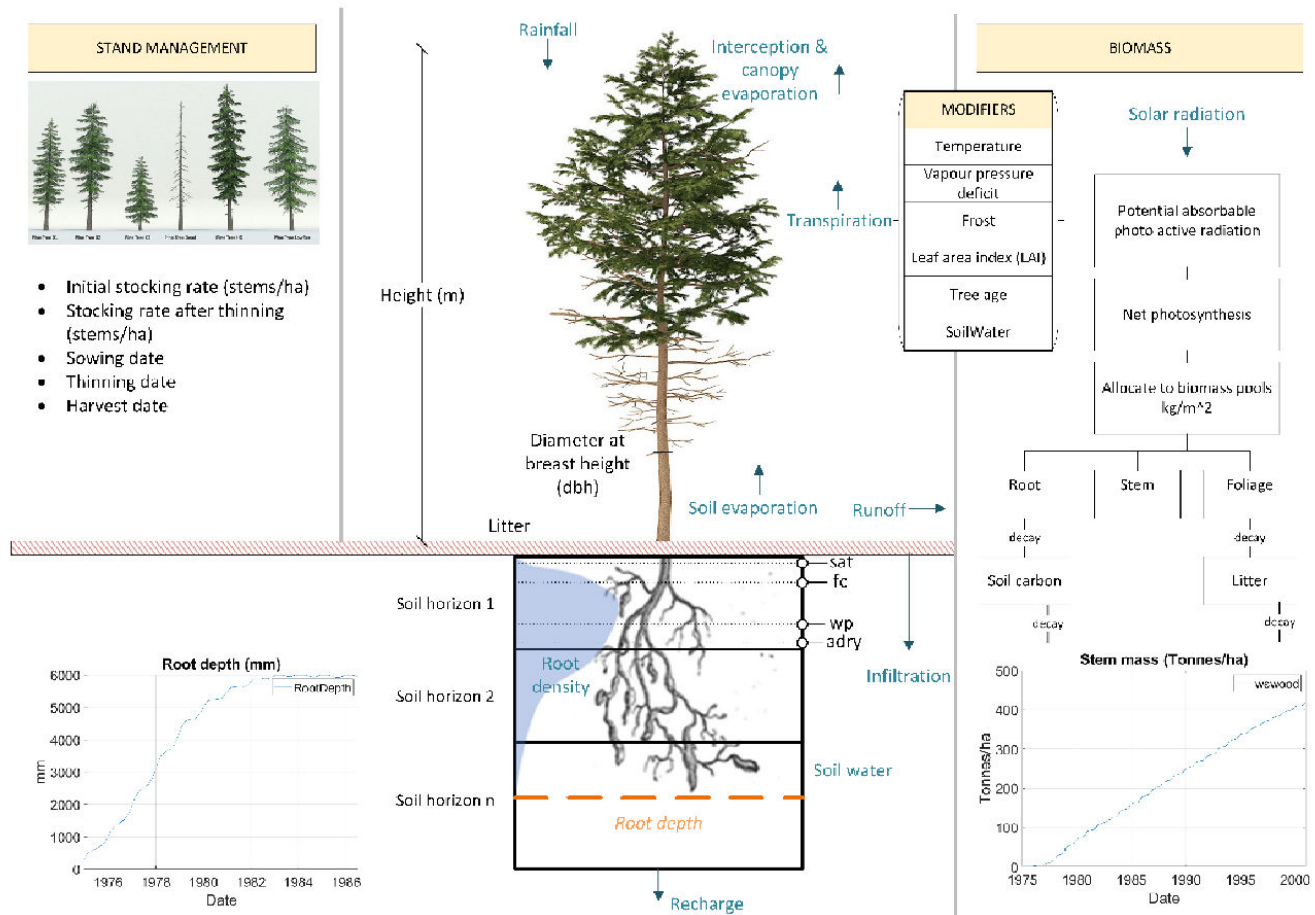 STAND MANAGEMENT
Initial stocking rate (stems/ha)
Stocking rate after thinning
(stems/ha)
Sowing date
Thinning date
Harvest date
Rainfall
Interception &
canopy
evaporation
Height (m)
Transpiration
Diameter at
breast height
(dbh)
Soil evaporation
Runoff
Litter
MODIFIERS
Temperature
Vapour pressure
deficit
Frost
Leaf area index (LAI)
Tree age
SoilWater
BIOMASS
Solar radiation
Potential absorbable
photo active radiation
Net photosynthesis
Allocate to biomass pools
kg/m^2
Root
Stem
Foliage
decay
decay
Soil carbon
Litter
decay
decay
sat
fc
wp
adry
Soil horizon 1
Root
density
Soil horizon 2
Soil horizon n
Infiltration
Soil water
Root depth
Recharge
Root depth (mm)
RootDepth
6000
5000
4000
3000
2000
1000
0
mm
1976 1978 1980 1982 1984 1986
Date
Stem mass (Tonnes/ha)
wswood
500
400
300
200
100
0
Tonnes/ha
1975 1980 1985 1990 1995 2000
Date